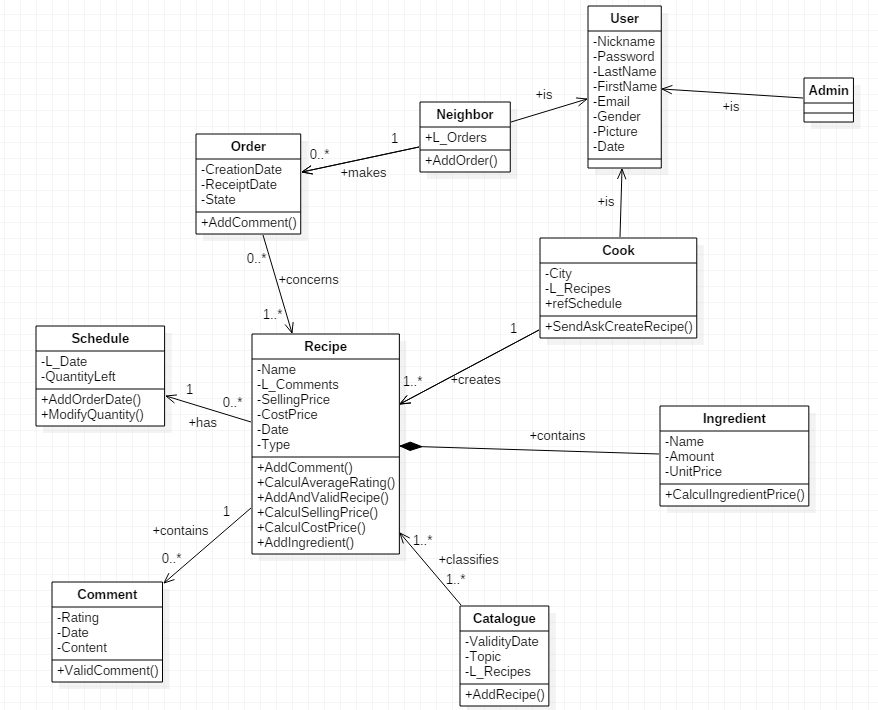 User
-Nickname
-Password
-LastName
-FirstName
-Email
-Gender
-Picture
-Date
Admin
+is
+is
Neighbor
+L_Orders
+AddOrder()
1
0..*
+makes
Order
-CreationDate
-ReceiptDate
-State
+AddComment()
+is
0..*
+concerns
1..*
Cook
-City
-L_Recipes
+refSchedule
+SendAskCreateRecipe()
1
1..*
+creates
Schedule
-L_Date
-QuantityLeft
+AddOrderDate()
+ModifyQuantity()
1
0..*
+has
Recipe
-Name
-L_Comments
-SellingPrice
-CostPrice
-Date
-Type
+AddComment()
+CalculAverageRating()
+AddAndValidRecipe()
+CalculSellingPrice()
+CalculCostPrice()
+AddIngredient()
+contains
Ingredient
-Name
-Amount
-UnitPrice
+CalculIngredientPrice()
1
+contains
0..*
1..*
+classifies
1..*
Comment
-Rating
-Date
-Content
+ValidComment()
Catalogue
-ValidityDate
-Topic
-L_Recipes
+AddRecipe()